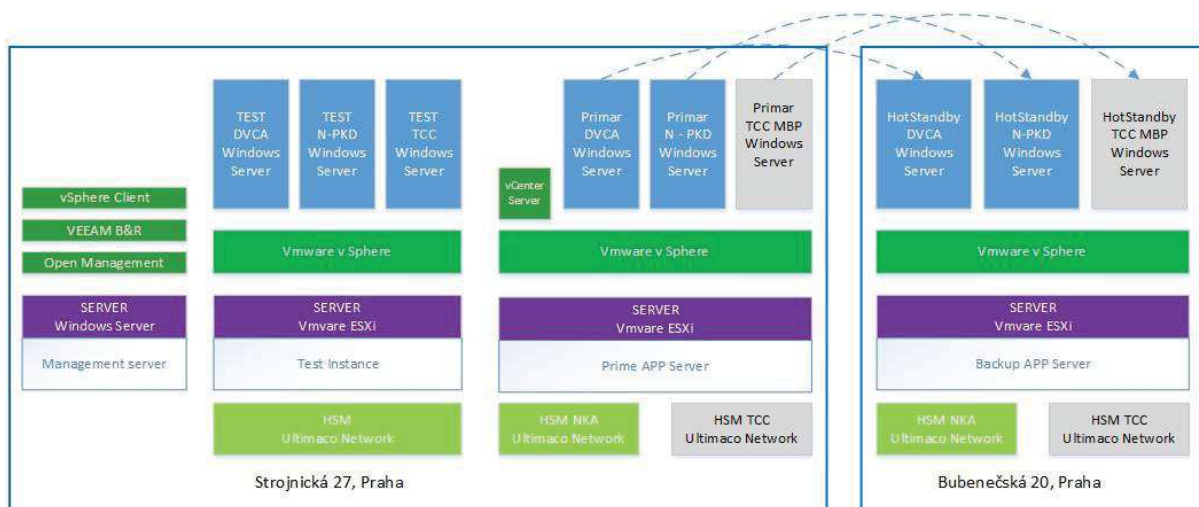 TEST
DVCA
Windows
Server
TEST
N-PKD
Windows
Server
TEST
TCC
Windows
Server
Primar
DVCA
Windows
Server
Primar
N - PKD
Windows
Server
Primar
TCC MBP
Windows
Server
HotStandby
DVCA
Windows
Server
HotStandby
N-PKD
Windows
Server
HotStandby
TCC MBP
Windows
Server
vSphere Client
VEEAM B&R
Open Management
vCenter
Server
Vmware v Sphere
Vmware v Sphere
Vmware v Sphere
SERVER
Windows Server
Management server
SERVER
Vmvare ESXi
Test Instance
SERVER
Vmvare ESXi
Prime APP Server
SERVER
Vmvare ESXi
Backup APP Server
HSM
Ultimaco Network
HSM NKA
Ultimaco Network
HSM TCC
Ultimaco Network
HSM NKA
Ultimaco Network
HSM TCC
Ultimaco Network
Strojnická 27, Praha
Bubenečská 20, Praha